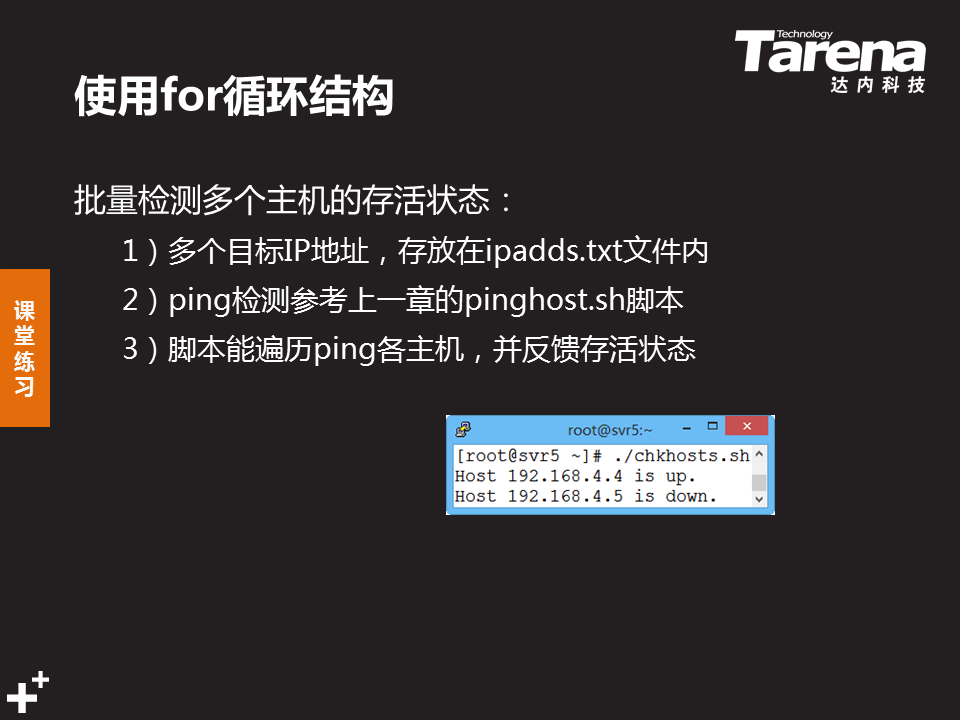 Technology
Tarena
达内科技
使用for循环结构
批量检测多个主机的存活状态：
1）多个目标IP地址，存放在ipadds.txt文件内
2）ping检测参考上一章的pinghost.sh脚本
3）脚本能遍历ping各主机，并反馈存活状态
课
堂
练
习
root@svr5:~
[root@svr5 ~]# ./chkhosts.sh
Host 192.168.4.4 is up.
Host 192.168.4.5 is down.